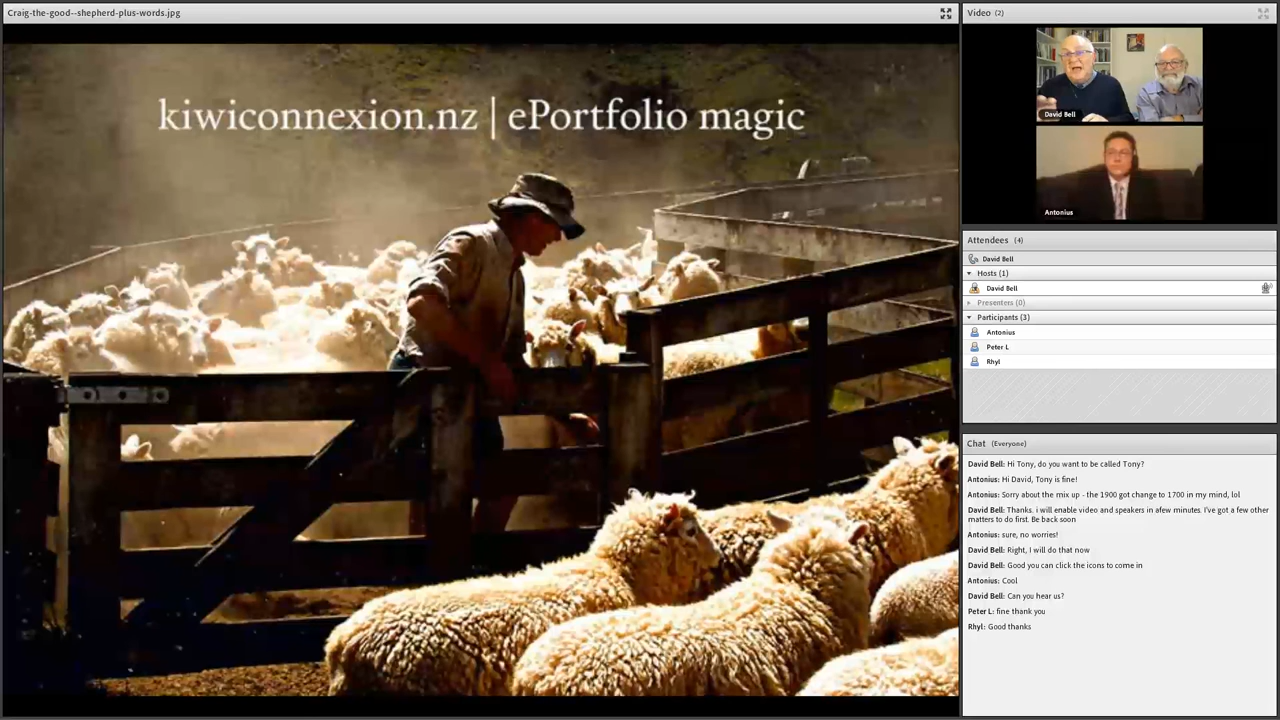 Craig-the-good--shepherd-plus-words.jpg
kiwiconnexion.nz | ePortfolio magic
Video (2)
David Bell
Antonius
Attendees (4)
David Bell
Hosts (1)
David Bell
Presenters (0)
Participants (3)
Antonius
Peter L
Rhyl
Chat (Everyone)
David Bell: Hi Tony, do you want to be called Tony?
Antonius: Hi David, Tony is fine!
Antonius: Sorry about the mix up - the 1900 got change to 1700 in my mind, lol
David Bell: Thanks. i will enable video and speakers in afew minutes. I've got a few other
matters to do first. Be back soon
Antonius: sure, no worries!
David Bell: Right, I will do that now
David Bell: Good you can click the icons to come in
Antonius: Cool
David Bell: Can you hear us?
Peter L: fine thank you
Rhyl: Good thanks